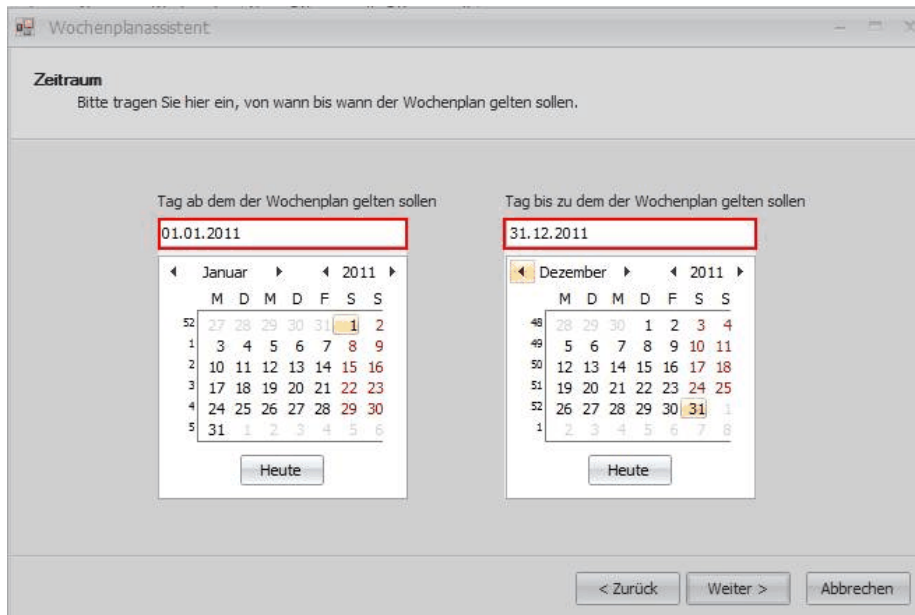 Wochenplanassistent
Zeitraum
Bitte tragen Sie hier ein, von wann bis wann der Wochenplan gelten sollen.
Tag ab dem der Wochenplan gelten sollen
01.01.2011
Januar 2011
M D M D F S S
52 27 28 29 30 31 1 2
1 3 4 5 6 7 8 9
2 10 11 12 13 14 15 16
3 17 18 19 20 21 22 23
4 24 25 26 27 28 29 30
5 31 1 2 3 4 5 6
Heute
Tag bis zu dem der Wochenplan gelten sollen
31.12.2011
Dezember 2011
M D M D F S S
48 28 29 30 1 2 3 4
49 5 6 7 8 9 10 11
50 12 13 14 15 16 17 18
51 19 20 21 22 23 24 25
52 26 27 28 29 30 31 1
1 2 3 4 5 6 7 8
Heute
< Zurück Weiter > Abbrechen